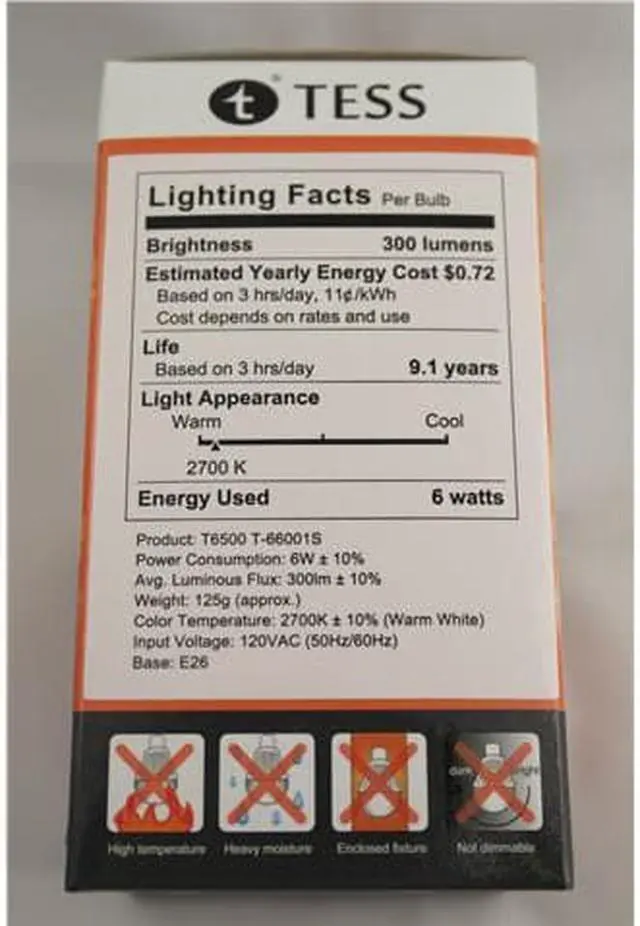 t® TESS
Lighting Facts Per Bulb
Brightness 300 lumens
Estimated Yearly Energy Cost $0.72
Based on 3 hrs/day, 11¢/kWh
Cost depends on rates and use
Life
Based on 3 hrs/day 9.1 years
Light Appearance
Warm Cool
2700 K
Energy Used 6 watts
Product: T6500 T-66001S
Power Consumption: 6W ± 10%
Avg. Luminous Flux: 300lm ± 10%
Weight: 125g (approx.)
Color Temperature: 2700K ± 10% (Warm White)
Input Voltage: 120VAC (50Hz/60Hz)
Base: E26
dark bright
High temperature Heavy moisture Enclosed fixture Not dimmable